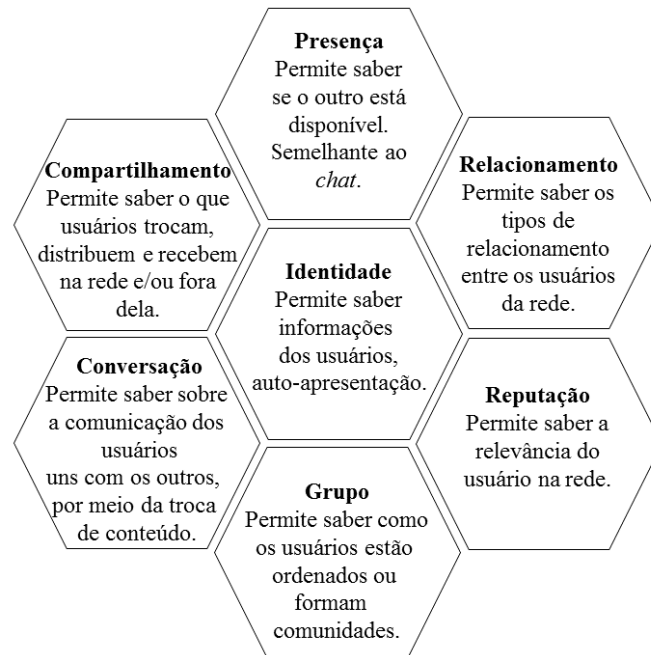 Presença
Permite saber
se o outro está
disponível.
Semelhante ao
chat.
Compartilhamento
Permite saber o que
usuários trocam,
distribuem e recebem
na rede e/ou fora
dela.
Relacionamento
Permite saber os
tipos de
relacionamento
entre os usuários
da rede.
Identidade
Permite saber
informações
dos usuários,
auto-apresentação.
Conversação
Permite saber sobre
a comunicação dos
usuários
uns com os outros,
por meio da troca
de conteúdo.
Reputação
Permite saber a
relevância do
usuário na rede.
Grupo
Permite saber como
os usuários estão
ordenados ou
formam
comunidades.